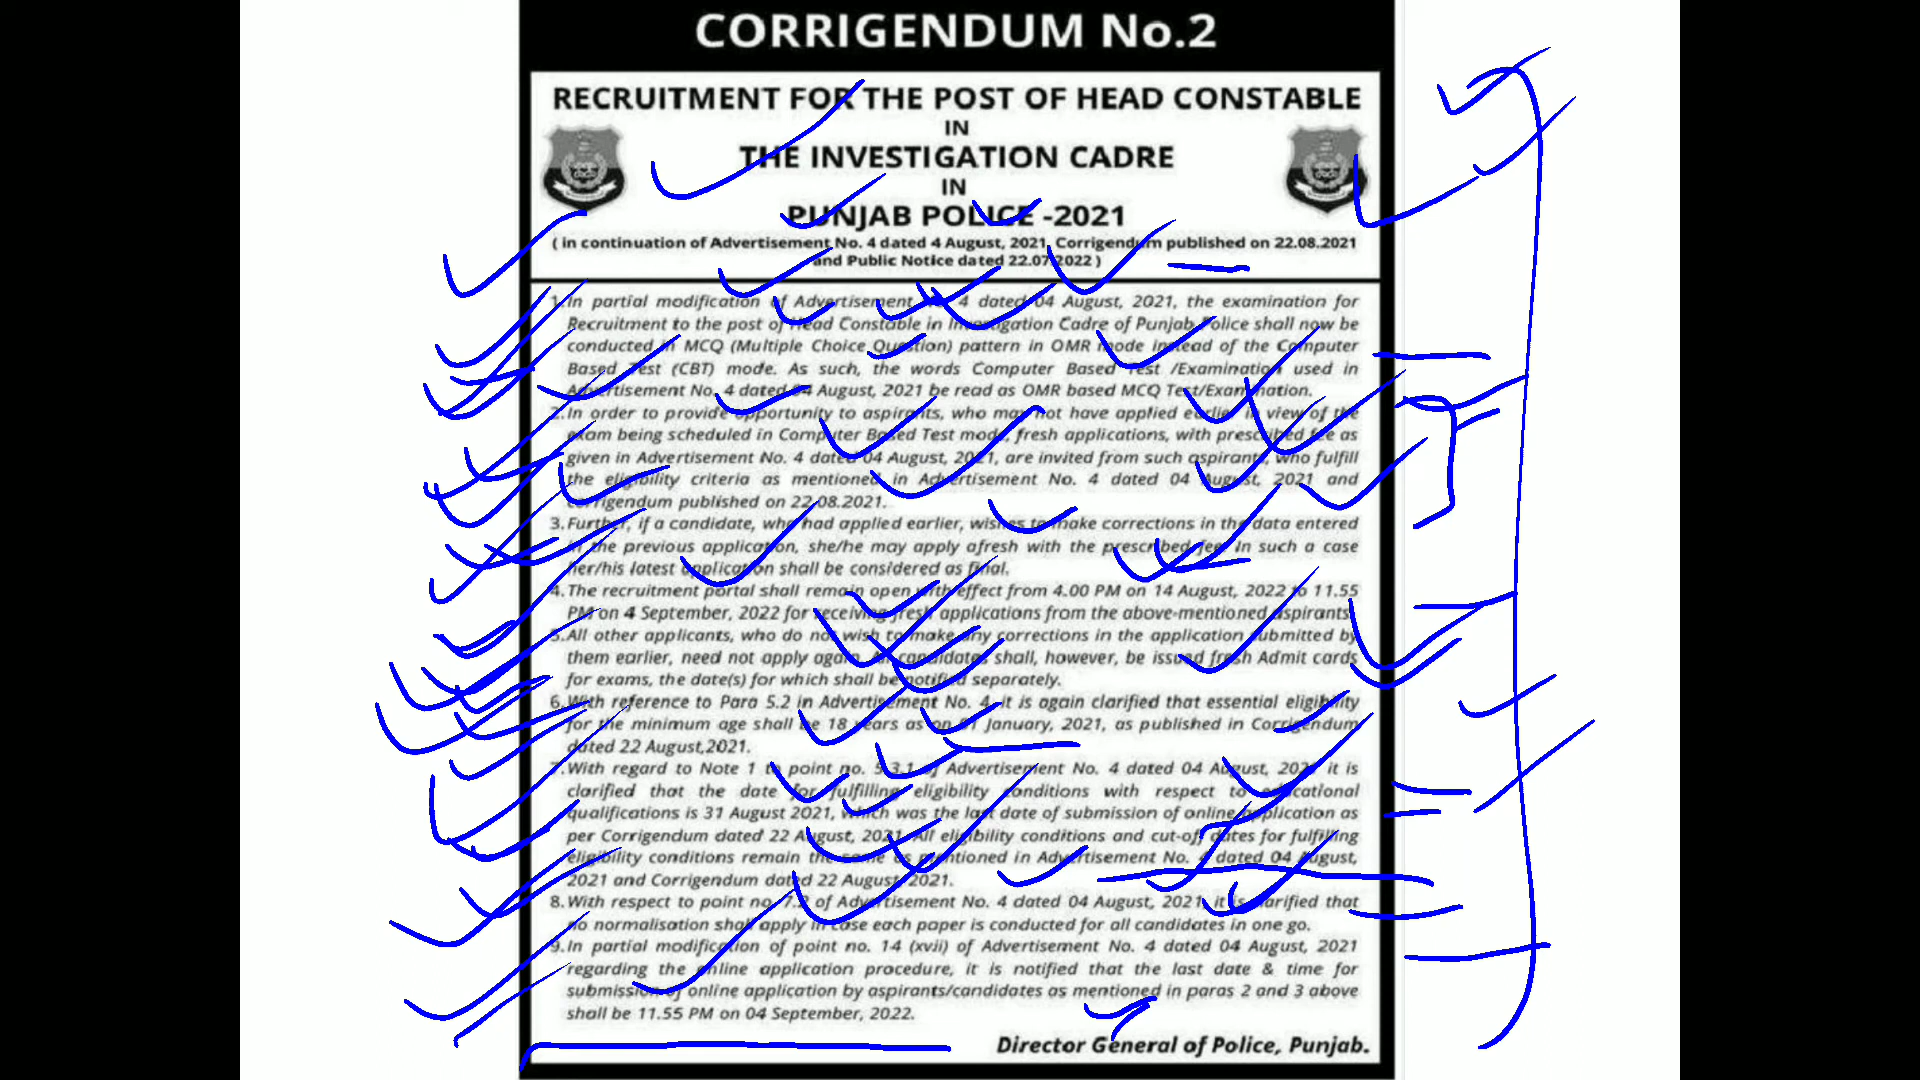 CORRIGENDUM No.2
RECRUITMENT FOR THE POST OF HEAD CONSTABLE
IN
THE INVESTIGATION CADRE
IN
PUNJAB POLICE -2021
( in continuation of Advertisement No. 4 dated 4 August, 2021, Corrigendum published on 22.08.2021
and Public Notice dated 22.07.2022 )
1. In partial modification of Advertisement No. 4 dated 04 August, 2021, the examination for
Recruitment to the post of Head Constable in Investigation Cadre of Punjab Police shall now be
conducted in MCQ (Multiple Choice Question) pattern in OMR mode instead of the Computer
Based Test (CBT) mode. As such, the words Computer Based Test /Examination used in
Advertisement No. 4 dated 04 August, 2021 be read as OMR based MCQ Test/Examination.
2. In order to provide opportunity to aspirants, who may not have applied earlier in view of the
exam being scheduled in Computer Based Test mode, fresh applications, with prescribed fee as
given in Advertisement No. 4 dated 04 August, 2021, are invited from such aspirants, who fulfill
the eligibility criteria as mentioned in Advertisement No. 4 dated 04 August, 2021 and
corrigendum published on 22.08.2021.
3. Further, if a candidate, who had applied earlier, wishes to make corrections in the data entered
in the previous application, she/he may apply afresh with the prescribed fee. In such a case
her/his latest application shall be considered as final.
4. The recruitment portal shall remain open with effect from 4.00 PM on 14 August, 2022 to 11.55
PM on 4 September, 2022 for receiving fresh applications from the above-mentioned aspirants.
5. All other applicants, who do not wish to make any corrections in the application submitted by
them earlier, need not apply again. All candidates shall, however, be issued fresh Admit cards
for exams, the date(s) for which shall be notified separately.
6. With reference to Para 5.2 in Advertisement No. 4, it is again clarified that essential eligibility
for the minimum age shall be 18 years as on 01 January, 2021, as published in Corrigendum
dated 22 August,2021.
7. With regard to Note 1 to point no. 5.3.1 of Advertisement No. 4 dated 04 August, 2021 it is
clarified that the date for fulfilling eligibility conditions with respect to educational
qualifications is 31 August 2021, which was the last date of submission of online application as
per Corrigendum dated 22 August, 2021. All eligibility conditions and cut-off dates for fulfilling
eligibility conditions remain the same as mentioned in Advertisement No. 4 dated 04 August,
2021 and Corrigendum dated 22 August, 2021.
8. With respect to point no. 7.2 of Advertisement No. 4 dated 04 August, 2021, it is clarified that
no normalisation shall apply in case each paper is conducted for all candidates in one go.
9. In partial modification of point no. 14 (xvii) of Advertisement No. 4 dated 04 August, 2021
regarding the online application procedure, it is notified that the last date & time for
submission of online application by aspirants/candidates as mentioned in paras 2 and 3 above
shall be 11.55 PM on 04 September, 2022.
Director General of Police, Punjab.